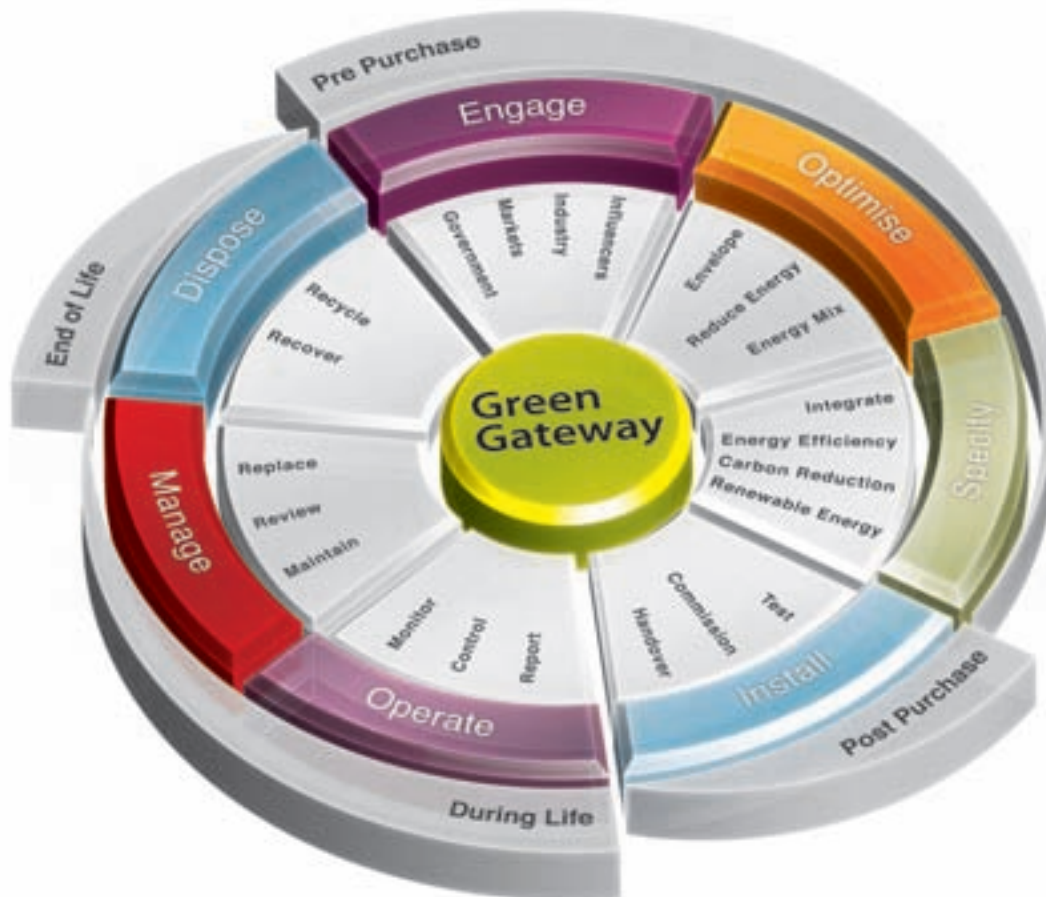 Pre Purchase
Engage
Government
Markets
Industry
Influencers
Optimise
Envelope
Reduce Energy
Energy Mix
Specify
Integrate
Energy Efficiency
Carbon Reduction
Renewable Energy
Post Purchase
Install
Test
Commission
Handover
During Life
Operate
Report
Control
Monitor
Manage
Maintain
Review
Replace
End of Life
Dispose
Recover
Recycle
Green
Gateway